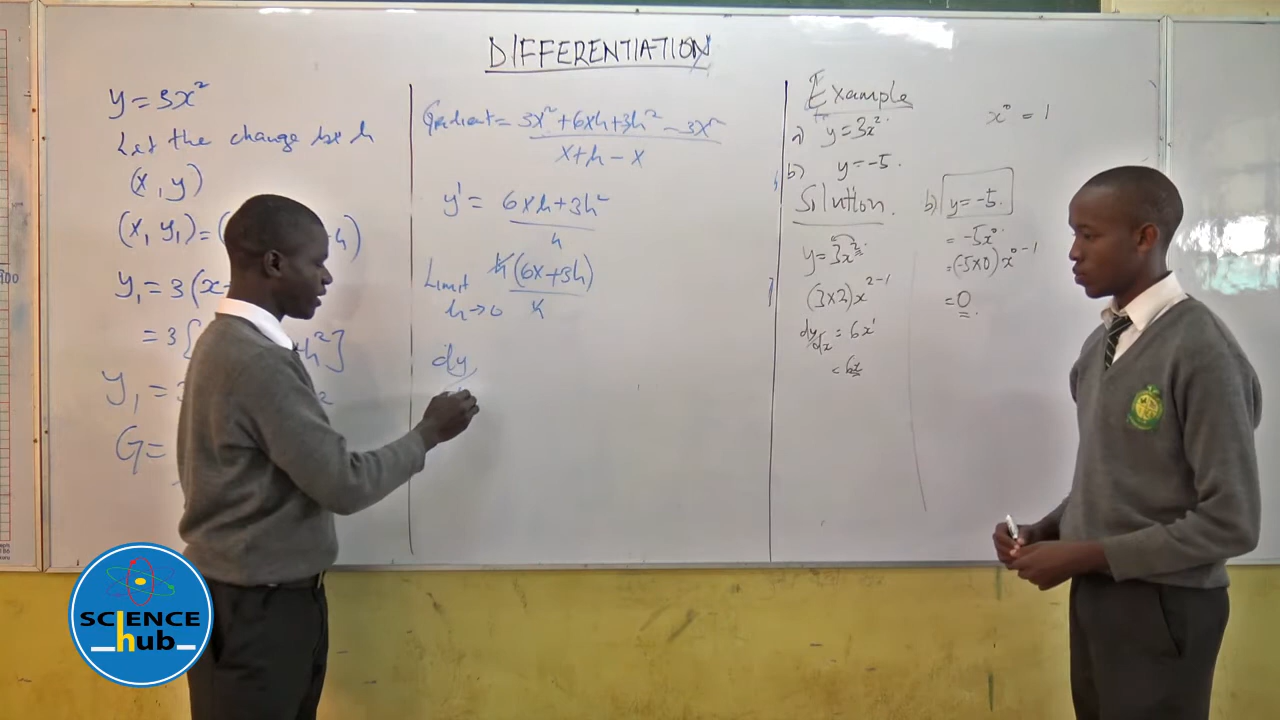 DIFFERENTIATION
y = 3x²
Let the change be h
(x, y)
(x, y₁) = (
y₁ = 3(x
= 3[
+h²]
y₁ =
G =
Gradient = 3x² + 6xh + 3h² - 3x²
x + h - x
y' = 6xh + 3h²
h
Limit h(6x + 3h)
h → 0 h
dy
Example
a) y = 3x²
b) y = -5.
Solution.
y = 3x²
(3×2)x²⁻¹
dy/dx = 6x¹
= 6x
x⁰ = 1
b) y = -5.
= -5x⁰
= (-5×0)x⁰⁻¹
= 0
SCIENCE
hub